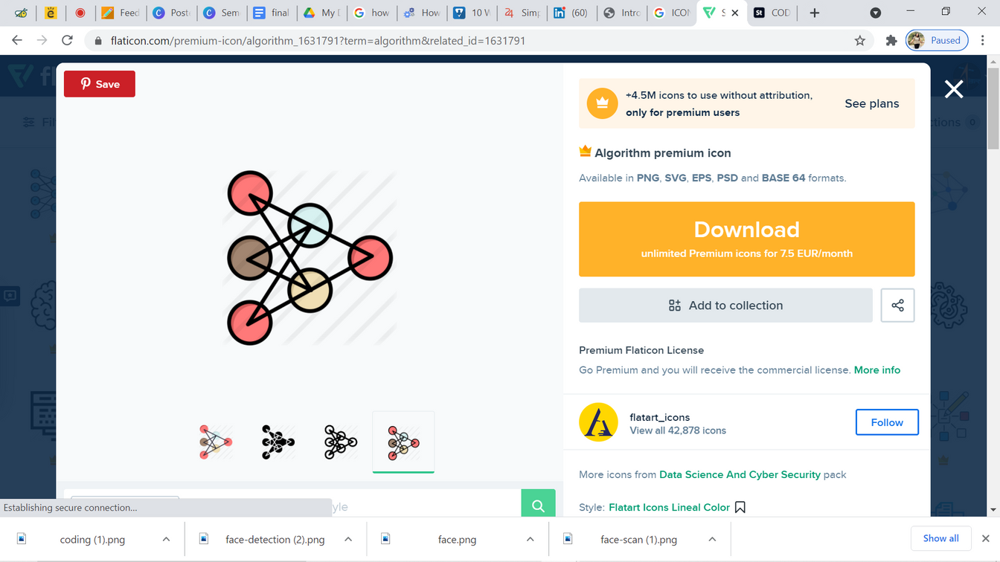 Feed
Post
Sem
final
My D
how
How
10 W
Simp
(60)
Intro
ICON
S
COD
flaticon.com/premium-icon/algorithm_1631791?term=algorithm&related_id=1631791
Paused
Save
+4.5M icons to use without attribution,
only for premium users
See plans
Algorithm premium icon
Available in PNG, SVG, EPS, PSD and BASE 64 formats.
Download
unlimited Premium icons for 7.5 EUR/month
Add to collection
Premium Flaticon License
Go Premium and you will receive the commercial license. More info
flatart_icons
View all 42,878 icons
Follow
More icons from Data Science And Cyber Security pack
Style: Flatart Icons Lineal Color
Establishing secure connection...
yle
coding (1).png
face-detection (2).png
face.png
face-scan (1).png
Show all